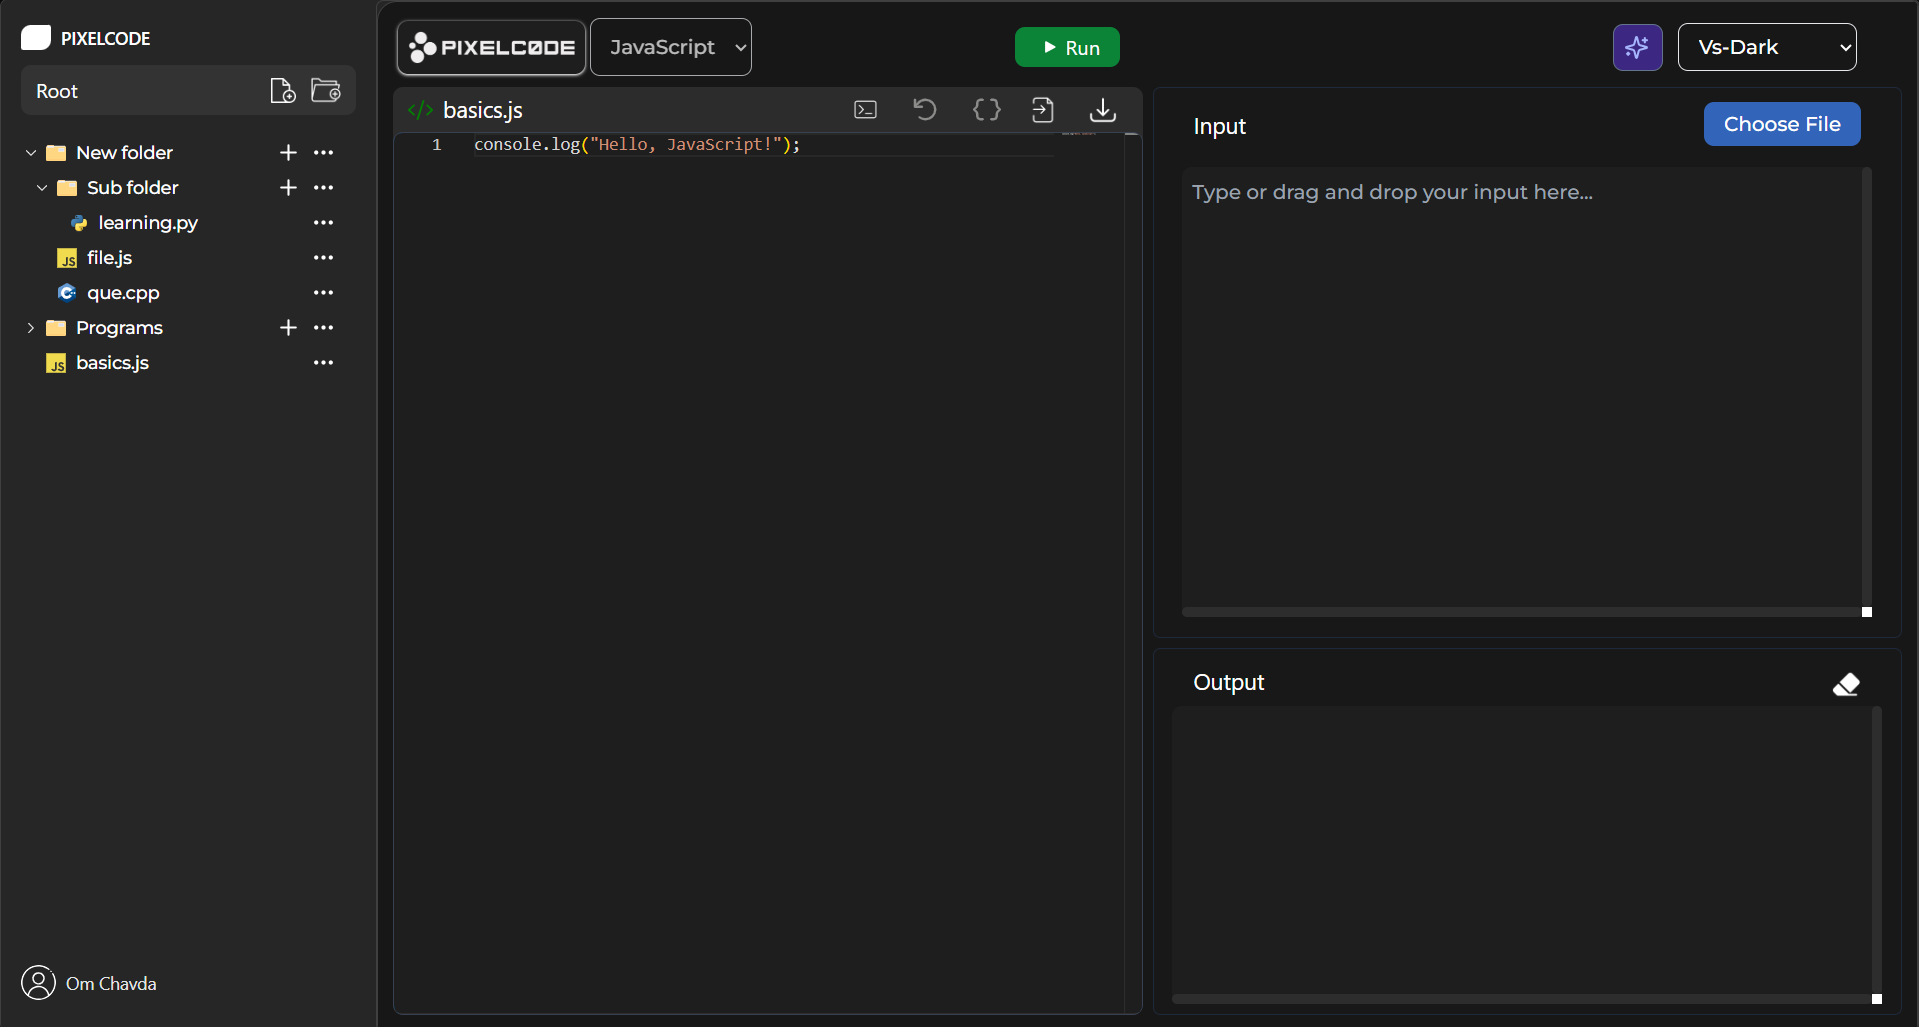 PIXELCODE
Root
New folder
Sub folder
learning.py
file.js
que.cpp
Programs
basics.js
Om Chavda
PIXELCODE
JavaScript
Run
Vs-Dark
</> basics.js
1 console.log("Hello, JavaScript!");
Input
Choose File
Type or drag and drop your input here...
Output